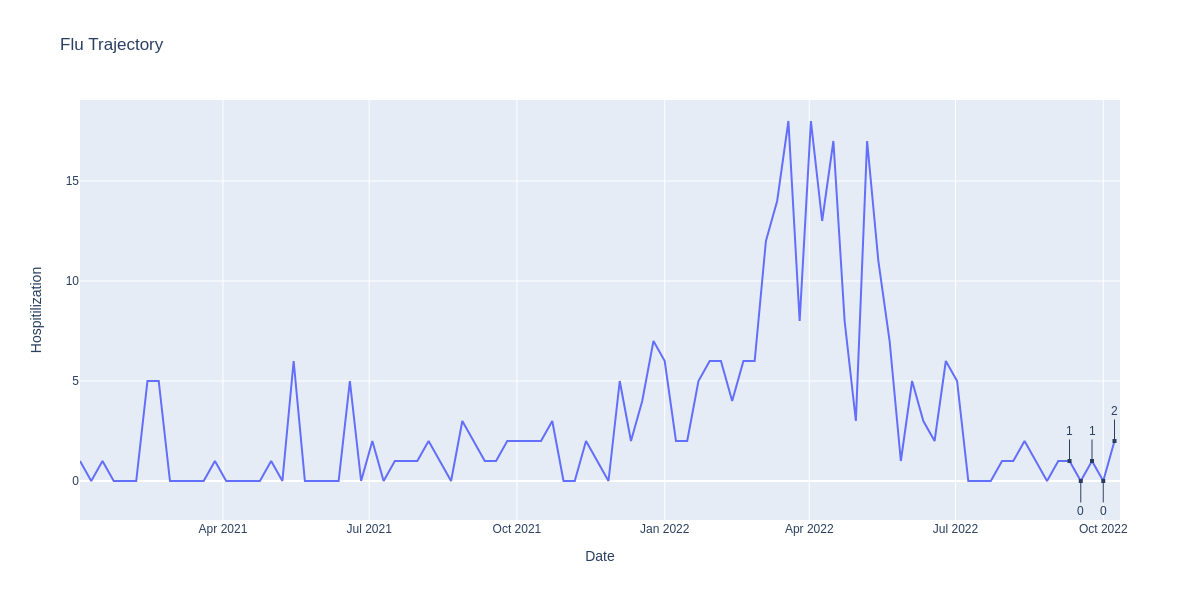 Flu Trajectory
Hospitilization
15
10
5
0
1
1
2
0
0
Apr 2021
Jul 2021
Oct 2021
Jan 2022
Apr 2022
Jul 2022
Oct 2022
Date